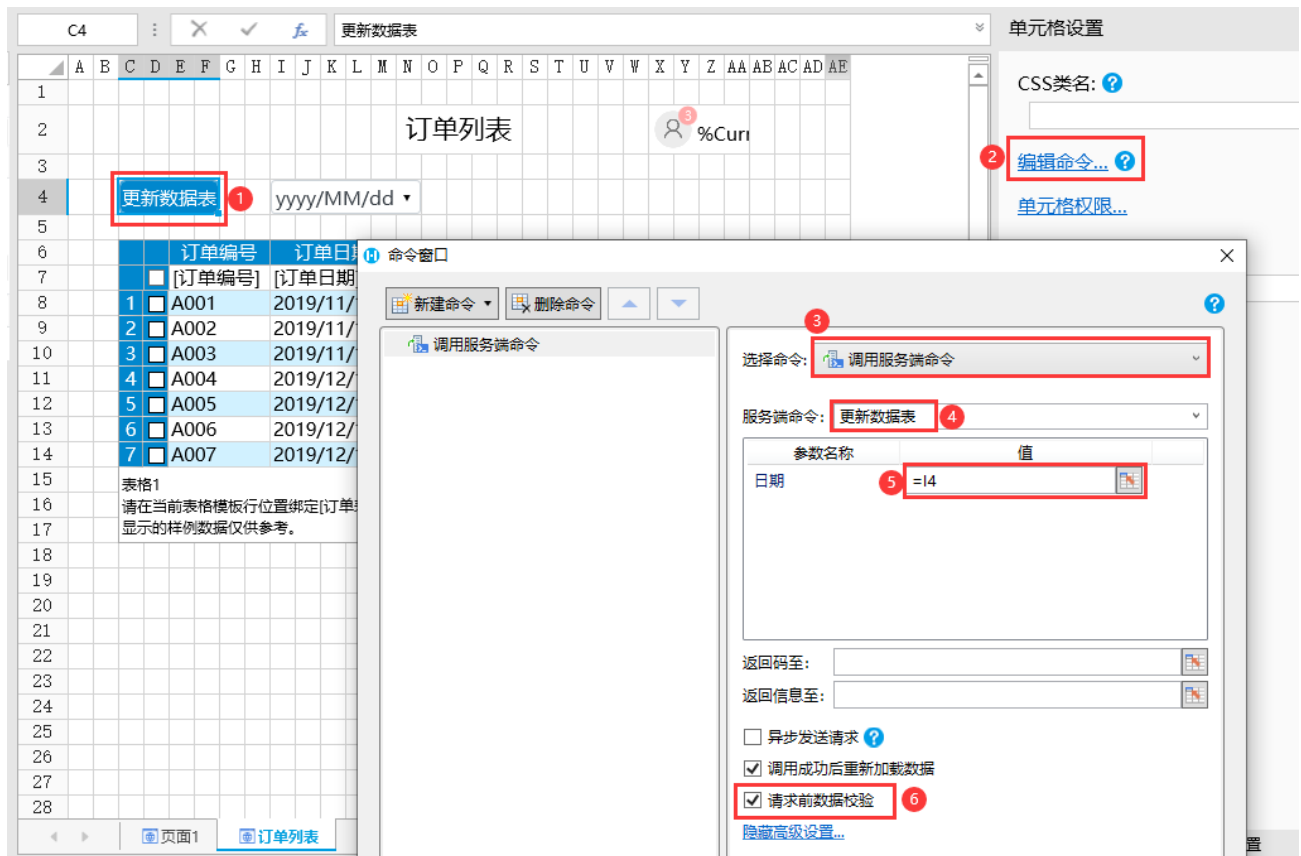 C4
fx
更新数据表
单元格设置
A B C D E F G H I J K L M N O P Q R S T U V W X Y Z AA AB AC AD AE
CSS类名: ?
1
2 订单列表 3 %Curr
2 编辑命令... ?
3
4 更新数据表 1 yyyy/MM/dd
单元格权限...
5
6 订单编号 订单日期
命令窗口
7 [订单编号] [订单日期
新建命令 删除命令 ?
8 1 A001 2019/11/
9 2 A002 2019/11/
10 3 A003 2019/11/
11 4 A004 2019/12/
12 5 A005 2019/12/
13 6 A006 2019/12/
14 7 A007 2019/12/
15 表格1
16 请在当前表格模板行位置绑定[订单
17 显示的样例数据仅供参考。
18
19
20
21
22
23
24
25
26
27
28
页面1 订单列表
调用服务端命令
3
选择命令: 调用服务端命令
服务端命令: 更新数据表 4
参数名称 值
日期 5 =I4
返回码至:
返回信息至:
异步发送请求 ?
调用成功后重新加载数据
请求前数据校验 6
隐藏高级设置...
置